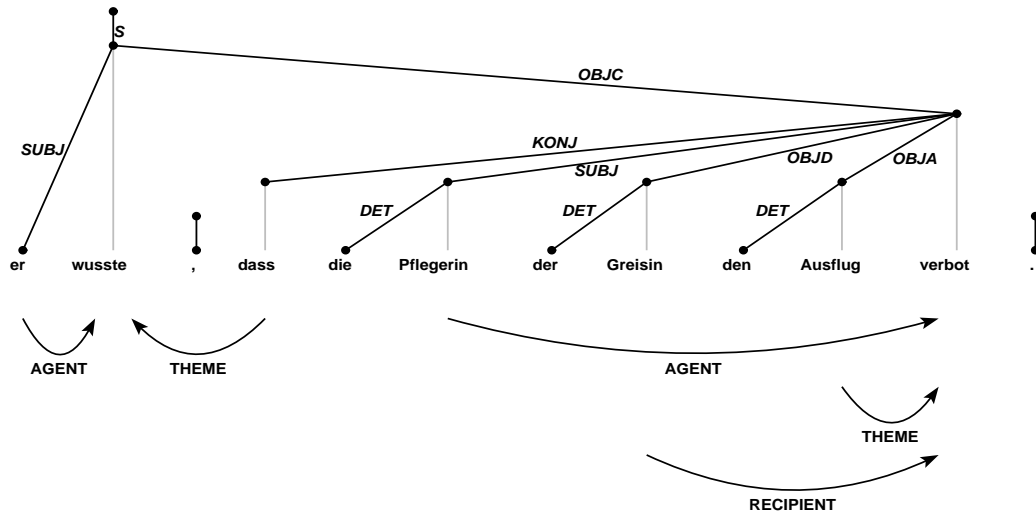 S
OBJC
SUBJ
KONJ
SUBJ
OBJD
OBJA
DET
DET
DET
er wusste , dass die Pflegerin der Greisin den Ausflug verbot .
AGENT THEME AGENT
THEME
RECIPIENT